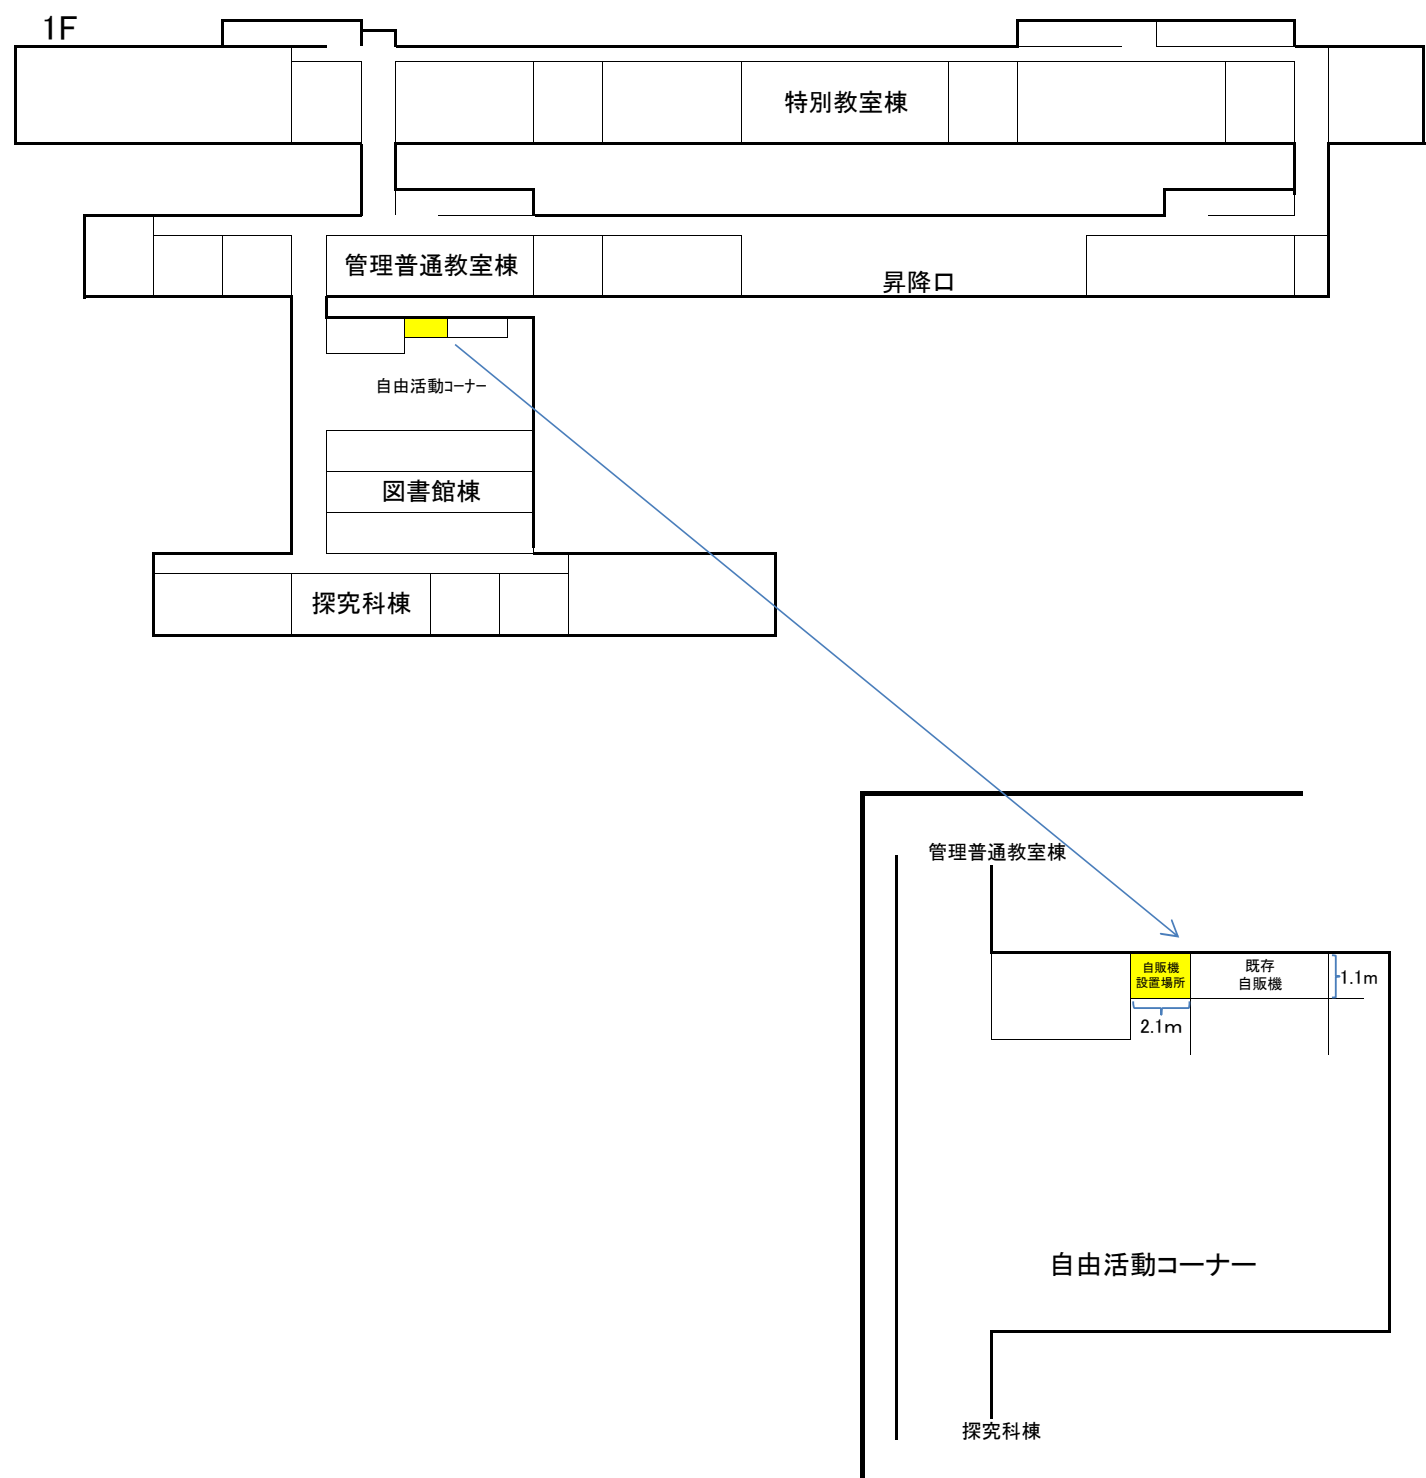 1F
特別教室棟
管理普通教室棟
昇降口
自由活動ｺｰﾅｰ
図書館棟
探究科棟
管理普通教室棟
自販機
設置場所
既存
自販機
1.1m
2.1m
自由活動コーナー
探究科棟